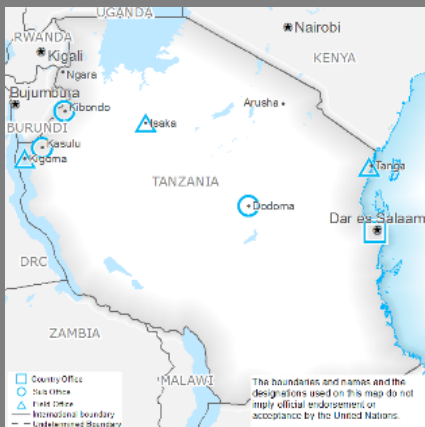 UGANDA
Nairobi
RWANDA
Kigali
KENYA
Ngara
Bujumbura
Kibondo
Arusha
Isaka
BURUNDI
Kasulu
Kigoma
Tanga
TANZANIA
Dodoma
Dar es Salaam
DRC
ZAMBIA
MALAWI
Country Office
Sub Office
Field Office
International boundary
Undetermined Boundary
The boundaries and names and the
designations used on this map do not
imply official endorsement or
acceptance by the United Nations.